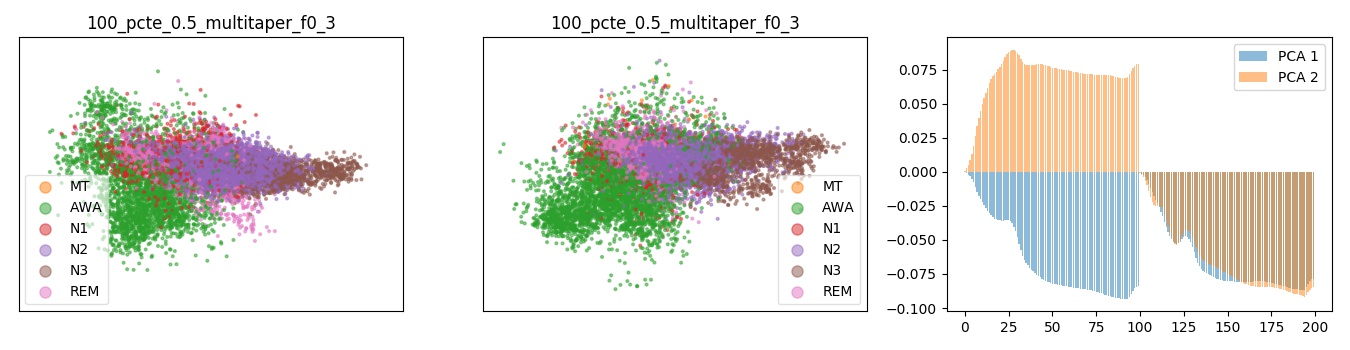 100_pcte_0.5_multitaper_f0_3
MT
AWA
N1
N2
N3
REM
100_pcte_0.5_multitaper_f0_3
MT
AWA
N1
N2
N3
REM
PCA 1
PCA 2
0.075
0.050
0.025
0.000
−0.025
−0.050
−0.075
−0.100
0 25 50 75 100 125 150 175 200